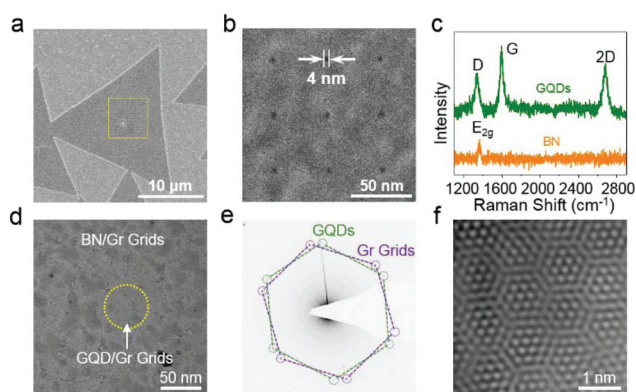 a
10 µm
b
4 nm
50 nm
c
D
G
2D
GQDs
E2g
BN
Intensity
1200 1600 2000 2400 2800
Raman Shift (cm-1)
d
BN/Gr Grids
GQD/Gr Grids
50 nm
e
GQDs
Gr Grids
f
1 nm